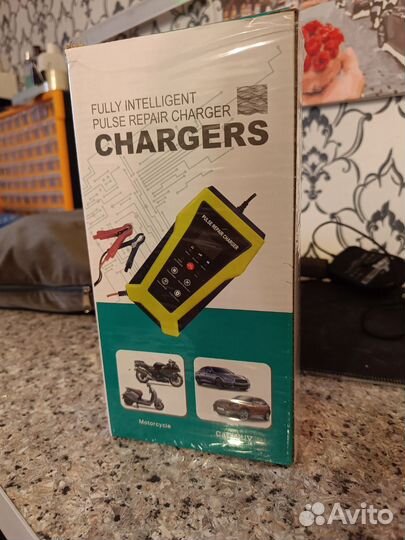 FULLY INTELLIGENT
PULSE REPAIR CHARGER
CHARGERS
PULSE REPAIR CHARGER
Motorcycle
Avito